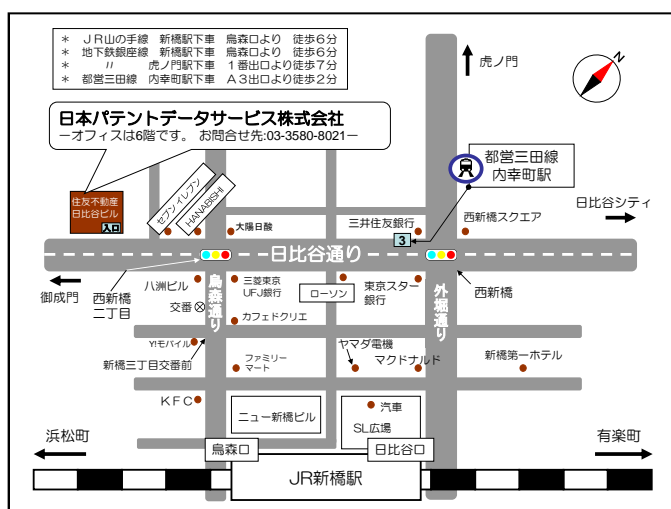 ＊ ＪＲ山の手線 新橋駅下車 烏森口より 徒歩６分
＊ 地下鉄銀座線 新橋駅下車 烏森口より 徒歩６分
＊ 〃 虎ノ門駅下車 １番出口より徒歩７分
＊ 都営三田線 内幸町駅下車 Ａ３出口より徒歩２分
虎ノ門
N
日本パテントデータサービス株式会社
－オフィスは6階です。 お問合せ先:03-3580-8021－
都営三田線
内幸町駅
住友不動産
日比谷ビル
入口
セブンイレブン
HANABISHI
大陽日酸
三井住友銀行
3
西新橋スクエア
日比谷シティ
日比谷通り
御成門
西新橋
二丁目
八洲ビル
交番
烏森通り
三菱東京
UFJ銀行
カフェドクリエ
ローソン
東京スター
銀行
外堀通り
西新橋
Y!モバイル
新橋三丁目交番前
ファミリー
マート
ヤマダ電機
マクドナルド
新橋第一ホテル
ＫＦＣ
ニュー新橋ビル
汽車
SL広場
浜松町
烏森口
日比谷口
有楽町
JR新橋駅